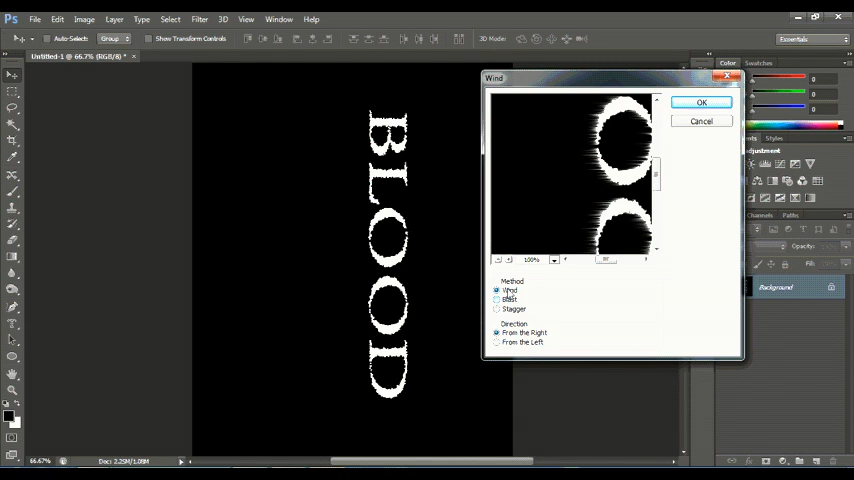 Ps File Edit Image Layer Type Select Filter 3D View Window Help
Auto-Select: Group Show Transform Controls 3D Mode: Essentials
Untitled-1 @ 66.7% (RGB/8) * ×
Color Swatches
0
0
0
Wind
OK
Cancel
100%
Method
Wind
Blast
Stagger
Direction
From the Right
From the Left
BLOOD
Channels Paths
Opacity:
Fill:
Background
66.67% Doc: 2.25M/1.08M